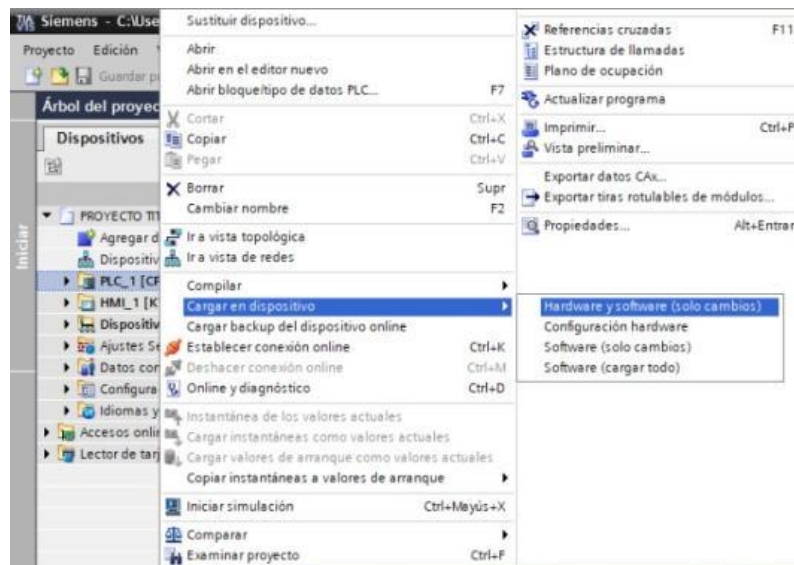 Siemens - C:\Use
Proyecto Edición
Guardar p
Árbol del proyec
Dispositivos
Iniciar
PROYECTO TI
Agregar d
Dispositiv
PLC_1 [CP
HMI_1 [K
Dispositiv
Ajustes Se
Datos con
Configura
Idiomas y
Accesos onli
Lector de tarj
Sustituir dispositivo...
Abrir
Abrir en el editor nuevo
Abrir bloque/tipo de datos PLC... F7
Cortar Ctrl+X
Copiar Ctrl+C
Pegar Ctrl+V
Borrar Supr
Cambiar nombre F2
Ir a vista topológica
Ir a vista de redes
Compilar
Cargar en dispositivo
Cargar backup del dispositivo online
Establecer conexión online Ctrl+K
Deshacer conexión online Ctrl+M
Online y diagnóstico Ctrl+D
Instantánea de los valores actuales
Cargar instantáneas como valores actuales
Cargar valores de arranque como valores actuales
Copiar instantáneas a valores de arranque
Iniciar simulación Ctrl+Mayús+X
Comparar
Examinar proyecto Ctrl+F
Referencias cruzadas F11
Estructura de llamadas
Plano de ocupación
Actualizar programa
Imprimir... Ctrl+P
Vista preliminar...
Exportar datos CAx...
Exportar tiras rotulables de módulos...
Propiedades... Alt+Entrar
Hardware y software (solo cambios)
Configuración hardware
Software (solo cambios)
Software (cargar todo)